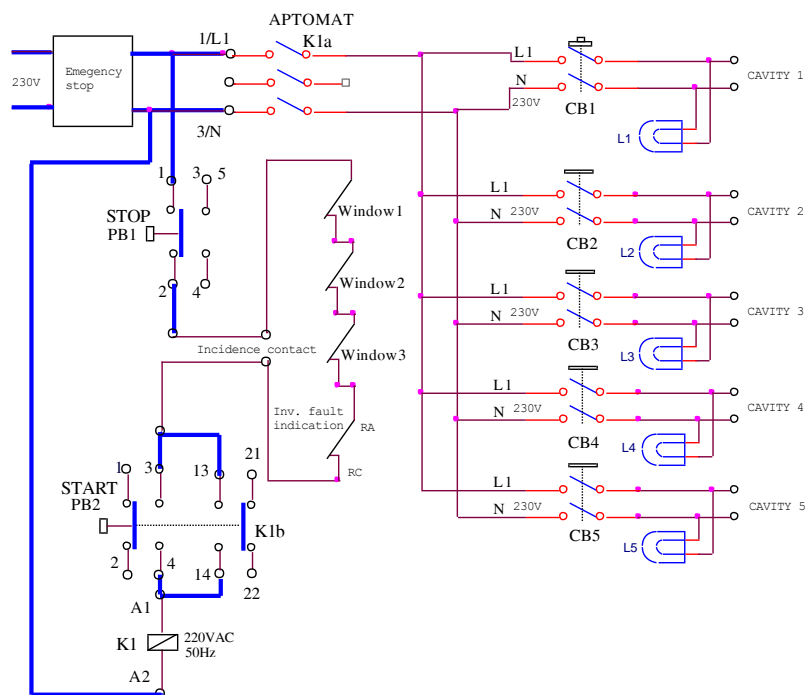 1/L1
APTOMAT
K1a
230V
Emegency
stop
3/N
L1
N
230V
CB1
CAVITY 1
L1
1
3
5
STOP
PB1
2
4
Window1
Window2
Window3
Incidence contact
Inv. fault
indication
RA
RC
L1
N
230V
CB2
CAVITY 2
L2
L1
N
230V
CB3
CAVITY 3
L3
L1
N
230V
CB4
CAVITY 4
L4
L1
N
230V
CB5
CAVITY 5
L5
1
3
13
21
START
PB2
K1b
2
4
14
22
A1
K1
220VAC
50Hz
A2